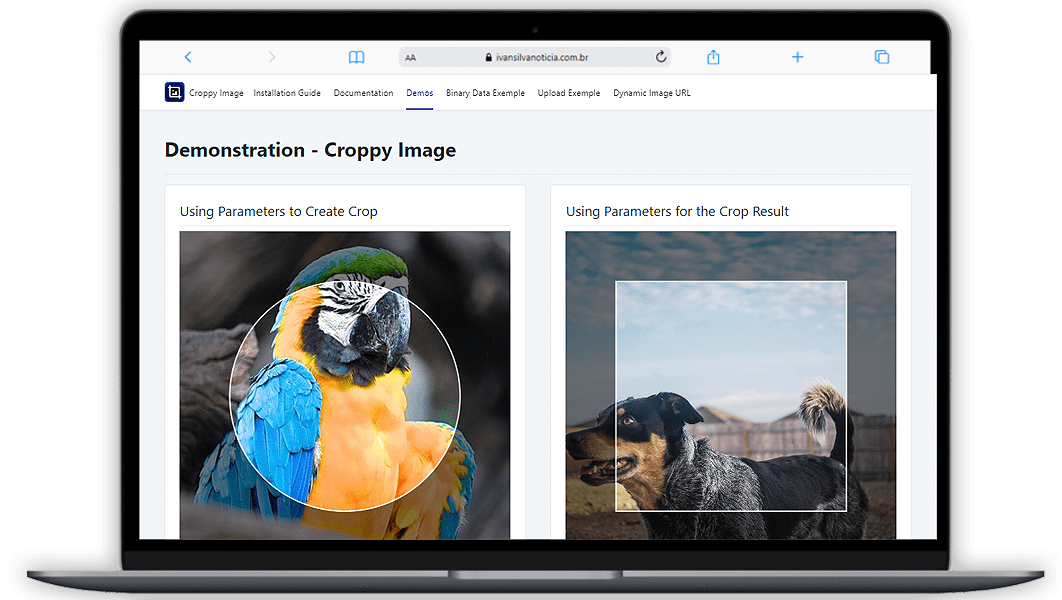 AA ivansilvanoticia.com.br
Croppy Image Installation Guide Documentation Demos Binary Data Exemple Upload Exemple Dynamic Image URL
Demonstration - Croppy Image
Using Parameters to Create Crop
Using Parameters for the Crop Result